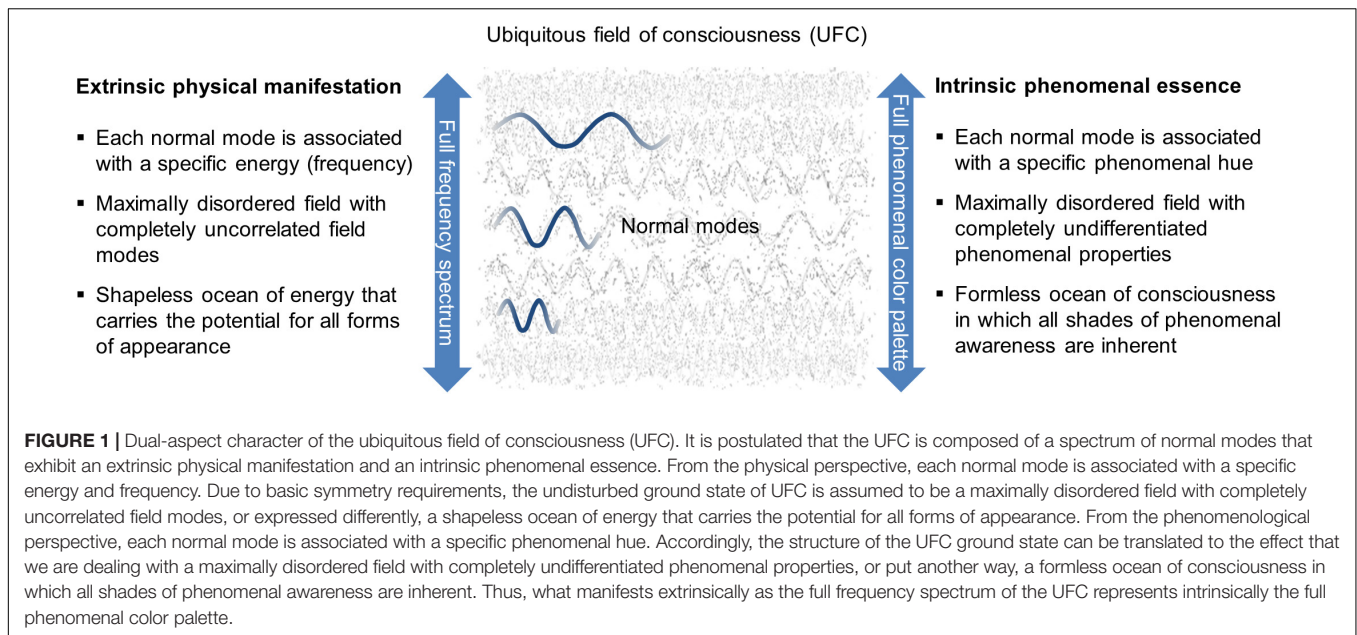 Ubiquitous field of consciousness (UFC)
Extrinsic physical manifestation
▪ Each normal mode is associated
with a specific energy (frequency)
▪ Maximally disordered field with
completely uncorrelated field
modes
▪ Shapeless ocean of energy that
carries the potential for all forms
of appearance
Full frequency spectrum
Normal modes
Full phenomenal color palette
Intrinsic phenomenal essence
▪ Each normal mode is associated
with a specific phenomenal hue
▪ Maximally disordered field with
completely undifferentiated
phenomenal properties
▪ Formless ocean of consciousness
in which all shades of phenomenal
awareness are inherent
FIGURE 1 | Dual-aspect character of the ubiquitous field of consciousness (UFC). It is postulated that the UFC is composed of a spectrum of normal modes that
exhibit an extrinsic physical manifestation and an intrinsic phenomenal essence. From the physical perspective, each normal mode is associated with a specific
energy and frequency. Due to basic symmetry requirements, the undisturbed ground state of UFC is assumed to be a maximally disordered field with completely
uncorrelated field modes, or expressed differently, a shapeless ocean of energy that carries the potential for all forms of appearance. From the phenomenological
perspective, each normal mode is associated with a specific phenomenal hue. Accordingly, the structure of the UFC ground state can be translated to the effect that
we are dealing with a maximally disordered field with completely undifferentiated phenomenal properties, or put another way, a formless ocean of consciousness in
which all shades of phenomenal awareness are inherent. Thus, what manifests extrinsically as the full frequency spectrum of the UFC represents intrinsically the full
phenomenal color palette.